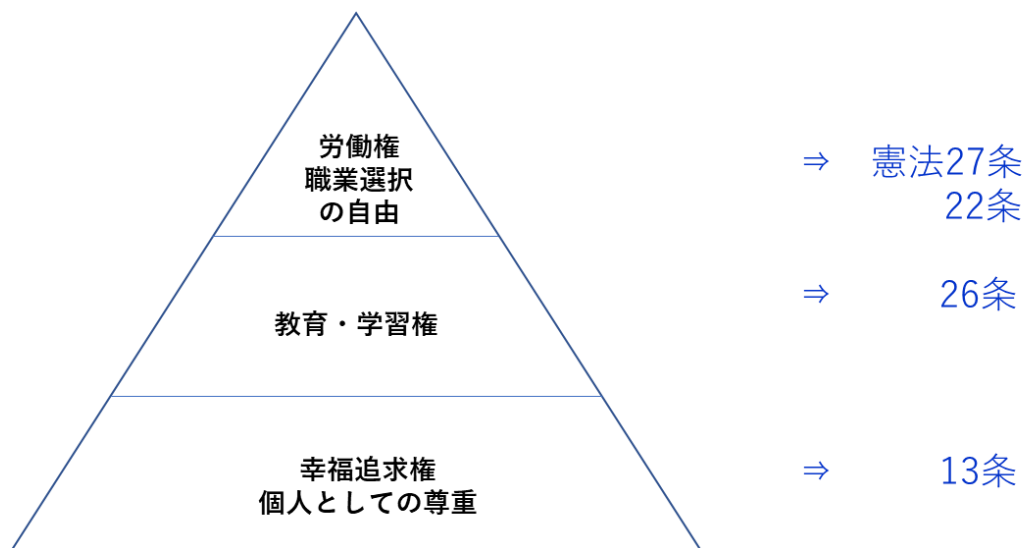 労働権
職業選択
の自由
⇒ 憲法27条
22条
教育・学習権
⇒ 26条
幸福追求権
個人としての尊重
⇒ 13条